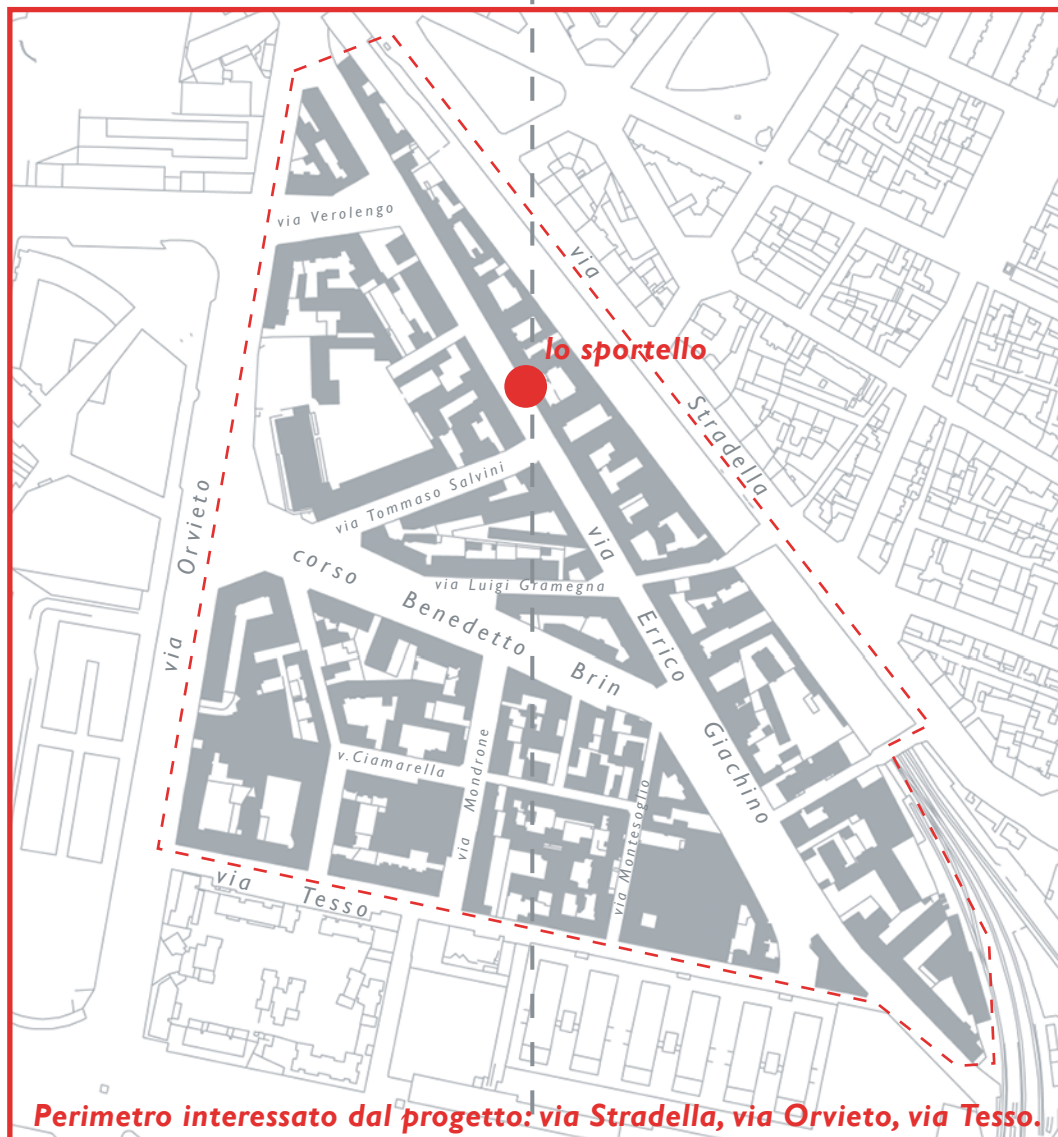 via Verolengo
via Stradella
lo sportello
via Orvieto
via Tommaso Salvini
corso Benedetto Brin
via Luigi Gramegna
via Errico Giachino
v.Ciamarella
via Mondrone
via Montesoglio
via Tesso
Perimetro interessato dal progetto: via Stradella, via Orvieto, via Tesso.